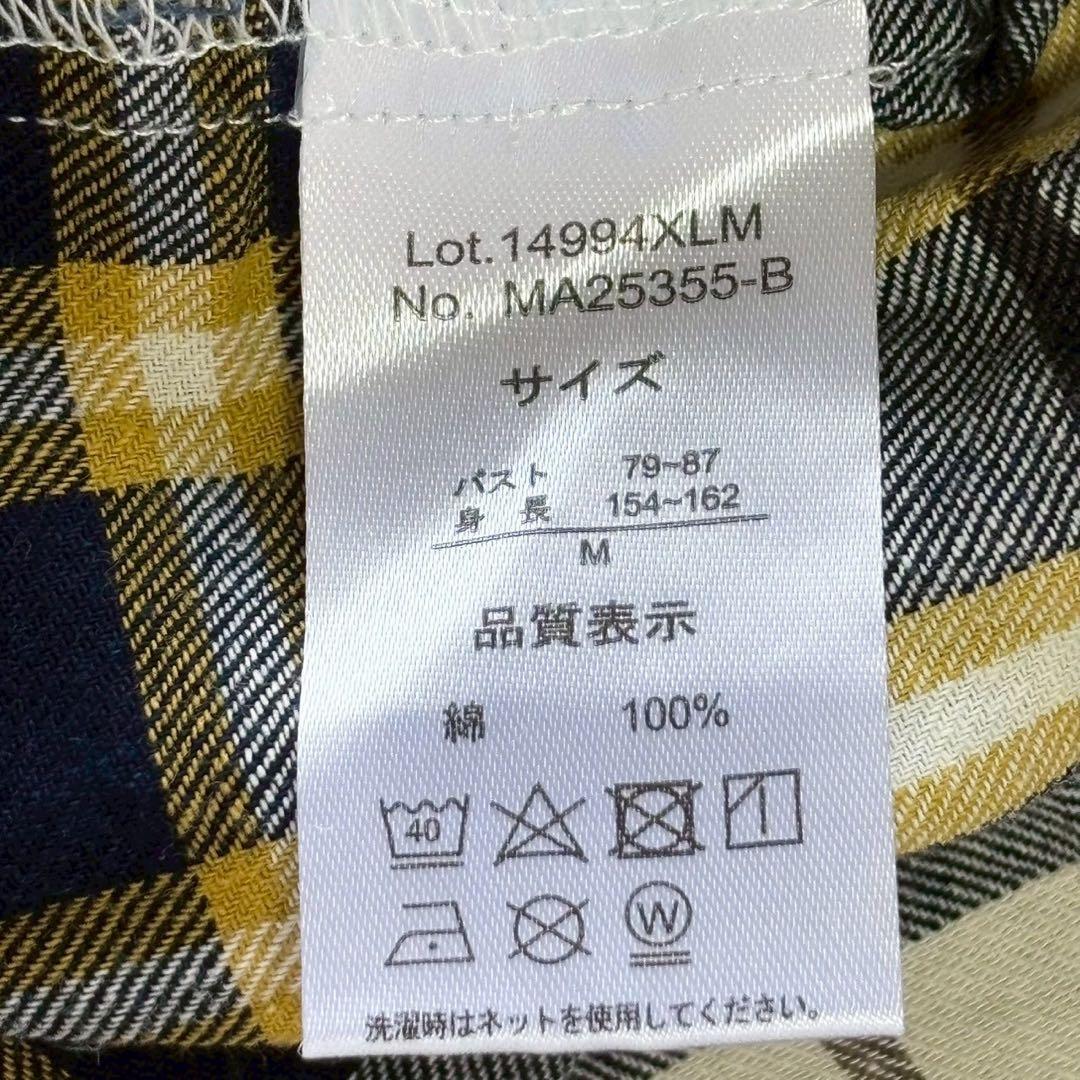 Lot.14994XLM
No. MA25355-B
サイズ
バスト 79~87
身 長 154~162
M
品質表示
綿 100%
40
W
洗濯時はネットを使用してください。